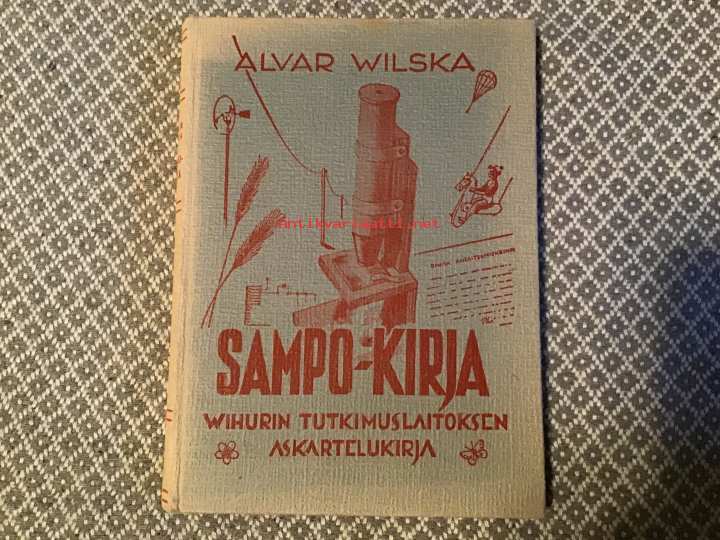 ALVAR WILSKA
Antikvariaatti.net
SAMPO-KIRJA
WIHURIN TUTKIMUSLAITOKSEN
ASKARTELUKIRJA